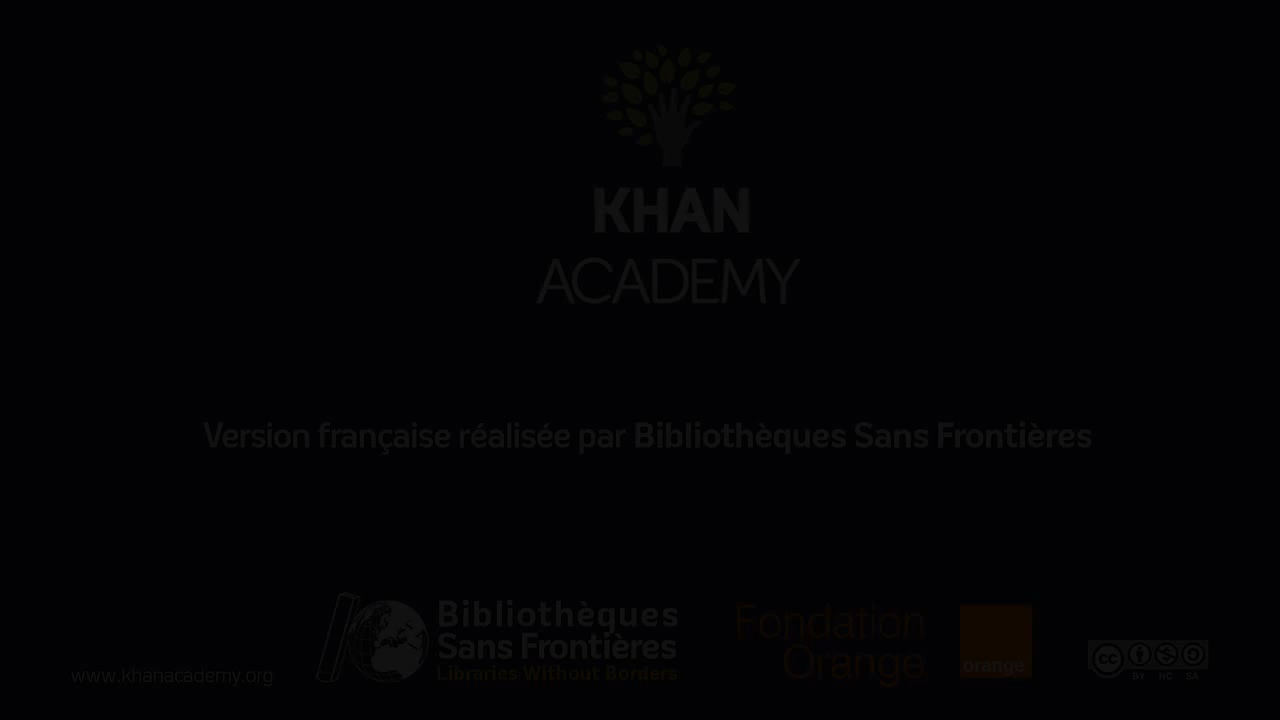 KHAN
ACADEMY
Version française réalisée par Bibliothèques Sans Frontières
Bibliothèques
Sans Frontières
Libraries Without Borders
Fondation
Orange
orange
www.khanacademy.org
cc
BY NC SA